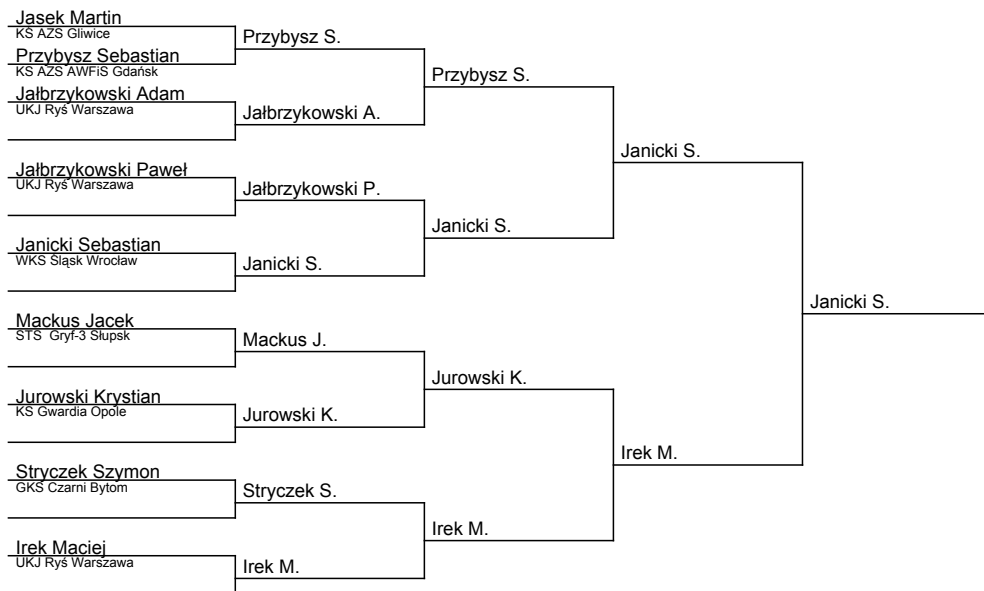 Jasek Martin
KS AZS Gliwice
Przybysz S.
Przybysz Sebastian
KS AZS AWFiS Gdańsk
Przybysz S.
Jałbrzykowski Adam
UKJ Ryś Warszawa
Jałbrzykowski A.
Janicki S.
Jałbrzykowski Paweł
UKJ Ryś Warszawa
Jałbrzykowski P.
Janicki S.
Janicki Sebastian
WKS Śląsk Wrocław
Janicki S.
Janicki S.
Mackus Jacek
STS Gryf-3 Słupsk
Mackus J.
Jurowski K.
Jurowski Krystian
KS Gwardia Opole
Jurowski K.
Irek M.
Stryczek Szymon
GKS Czarni Bytom
Stryczek S.
Irek M.
Irek Maciej
UKJ Ryś Warszawa
Irek M.